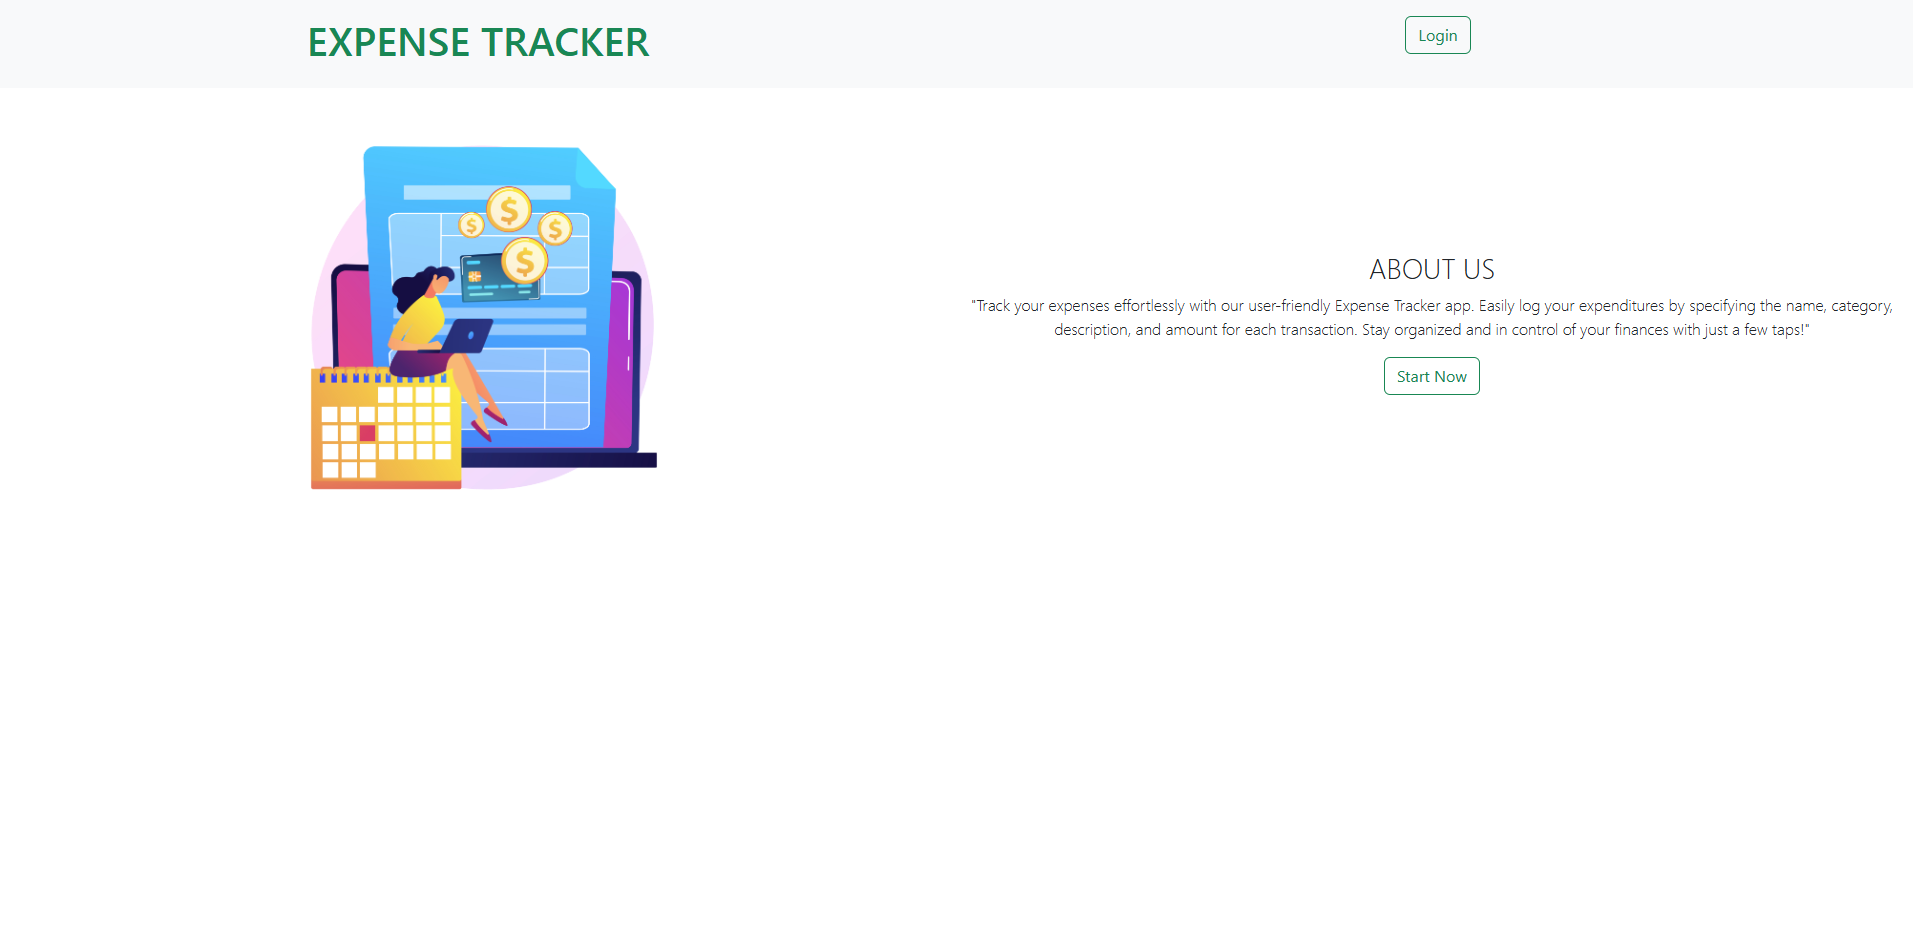 EXPENSE TRACKER
Login
$
$
$
$
ABOUT US
"Track your expenses effortlessly with our user-friendly Expense Tracker app. Easily log your expenditures by specifying the name, category,
description, and amount for each transaction. Stay organized and in control of your finances with just a few taps!"
Start Now